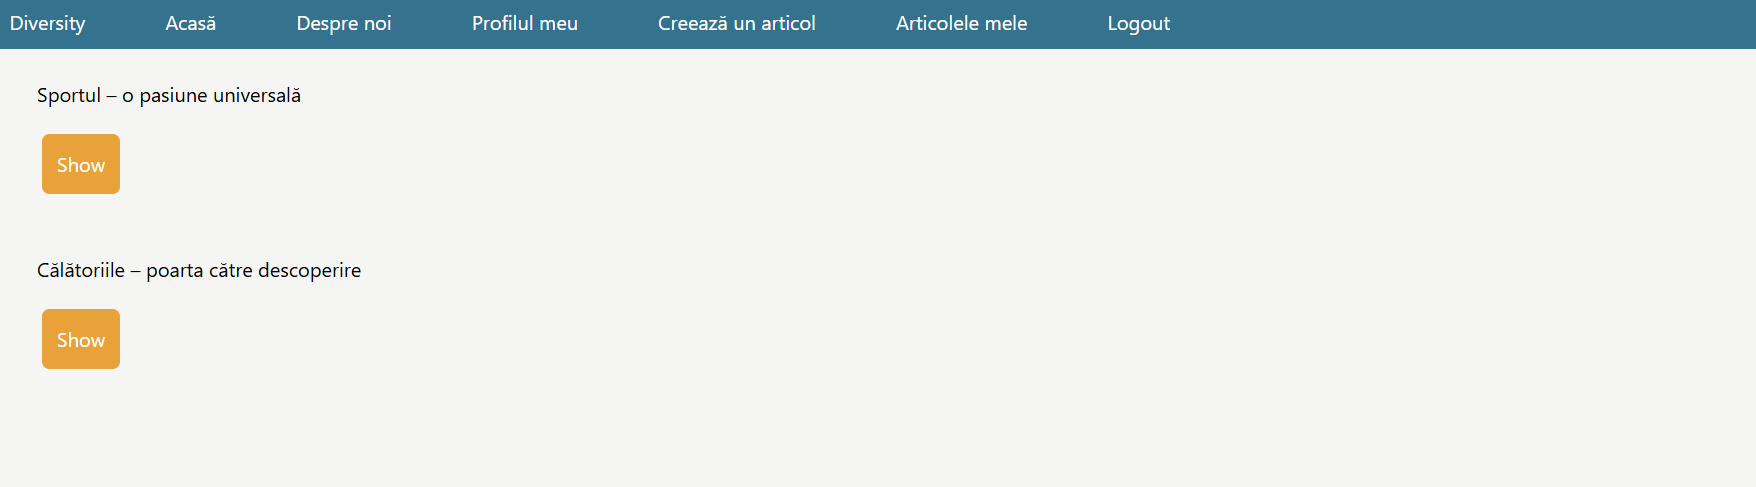 Diversity Acasă Despre noi Profilul meu Creează un articol Articolele mele Logout
Sportul – o pasiune universală
Show
Călătoriile – poarta către descoperire
Show